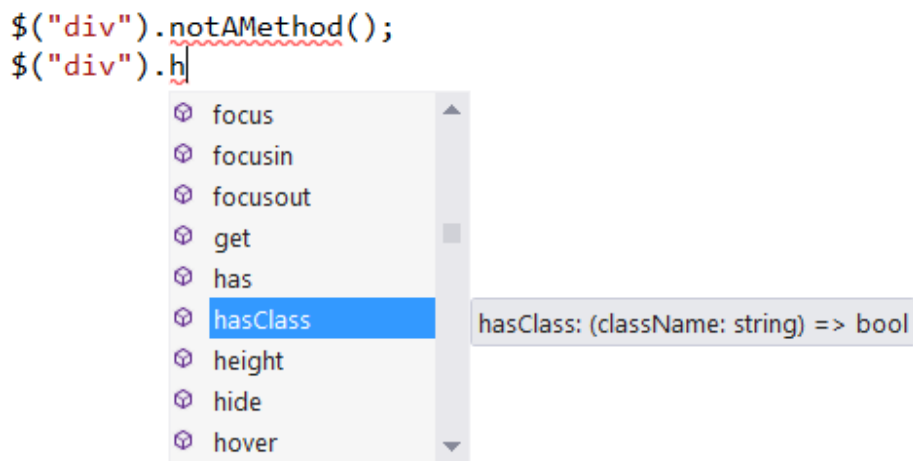 $("div").notAMethod();
$("div").h
focus
focusin
focusout
get
has
hasClass
hasClass: (className: string) => bool
height
hide
hover